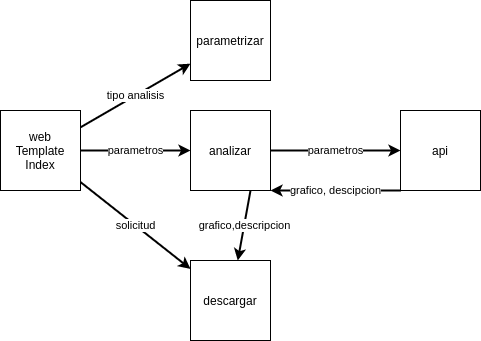 parametrizar
tipo analisis
web
Template
Index
parametros
analizar
parametros
api
grafico, descipcion
solicitud
grafico,descripcion
descargar